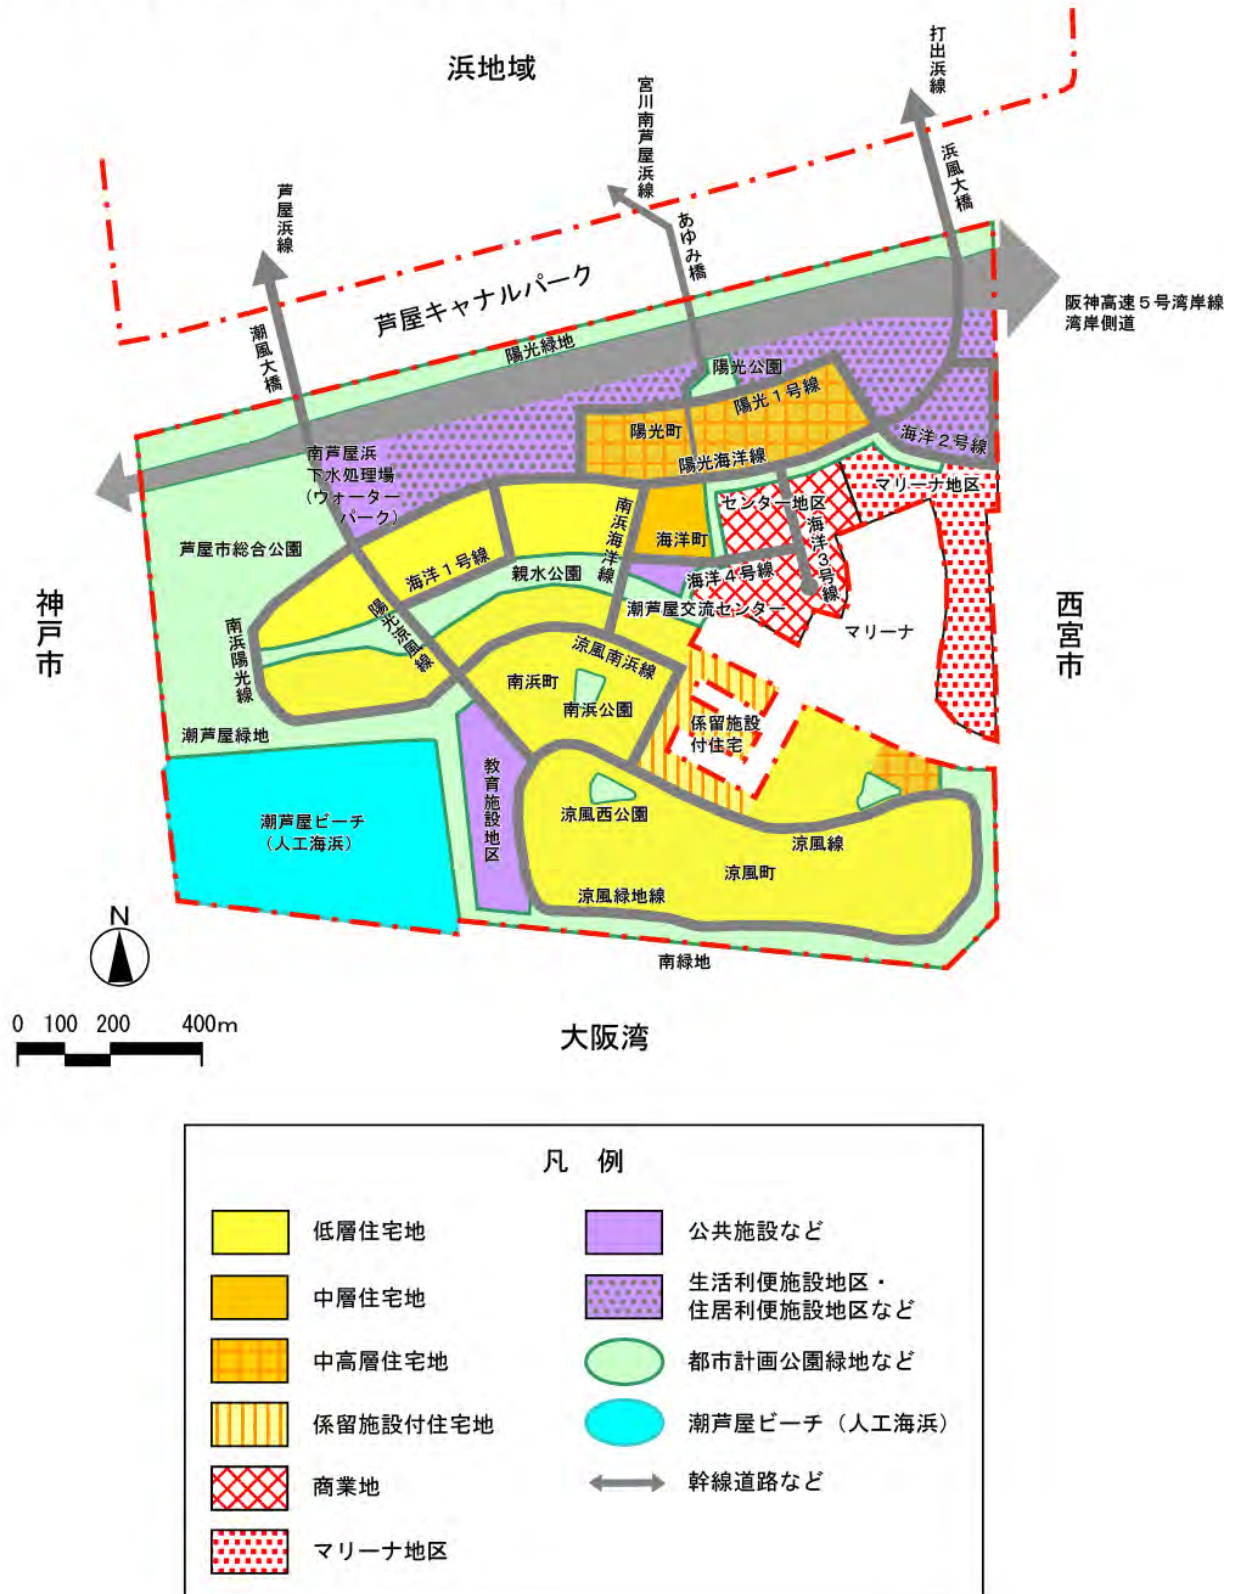 浜地域
打出浜線
宮川南芦屋浜線
浜風大橋
芦屋浜線
あゆみ橋
芦屋キャナルパーク
阪神高速5号湾岸線
湾岸側道
潮風大橋
陽光緑地
陽光公園
陽光1号線
陽光町
海洋2号線
南芦屋浜
下水処理場
(ウォーター
パーク)
陽光海洋線
マリーナ地区
センター地区
南浜海洋線
海洋町
海洋3号線
芦屋市総合公園
海洋1号線
親水公園
海洋4号線
潮芦屋交流センター
マリーナ
神戸市
西宮市
陽光涼風線
南浜陽光線
涼風南浜線
南浜町
南浜公園
係留施設
付住宅
潮芦屋緑地
教育施設地区
潮芦屋ビーチ
(人工海浜)
涼風西公園
涼風線
涼風町
涼風緑地線
南緑地
N
0 100 200 400m
大阪湾
凡 例
低層住宅地
中層住宅地
中高層住宅地
係留施設付住宅地
商業地
マリーナ地区
公共施設など
生活利便施設地区・
住居利便施設地区など
都市計画公園緑地など
潮芦屋ビーチ(人工海浜)
幹線道路など